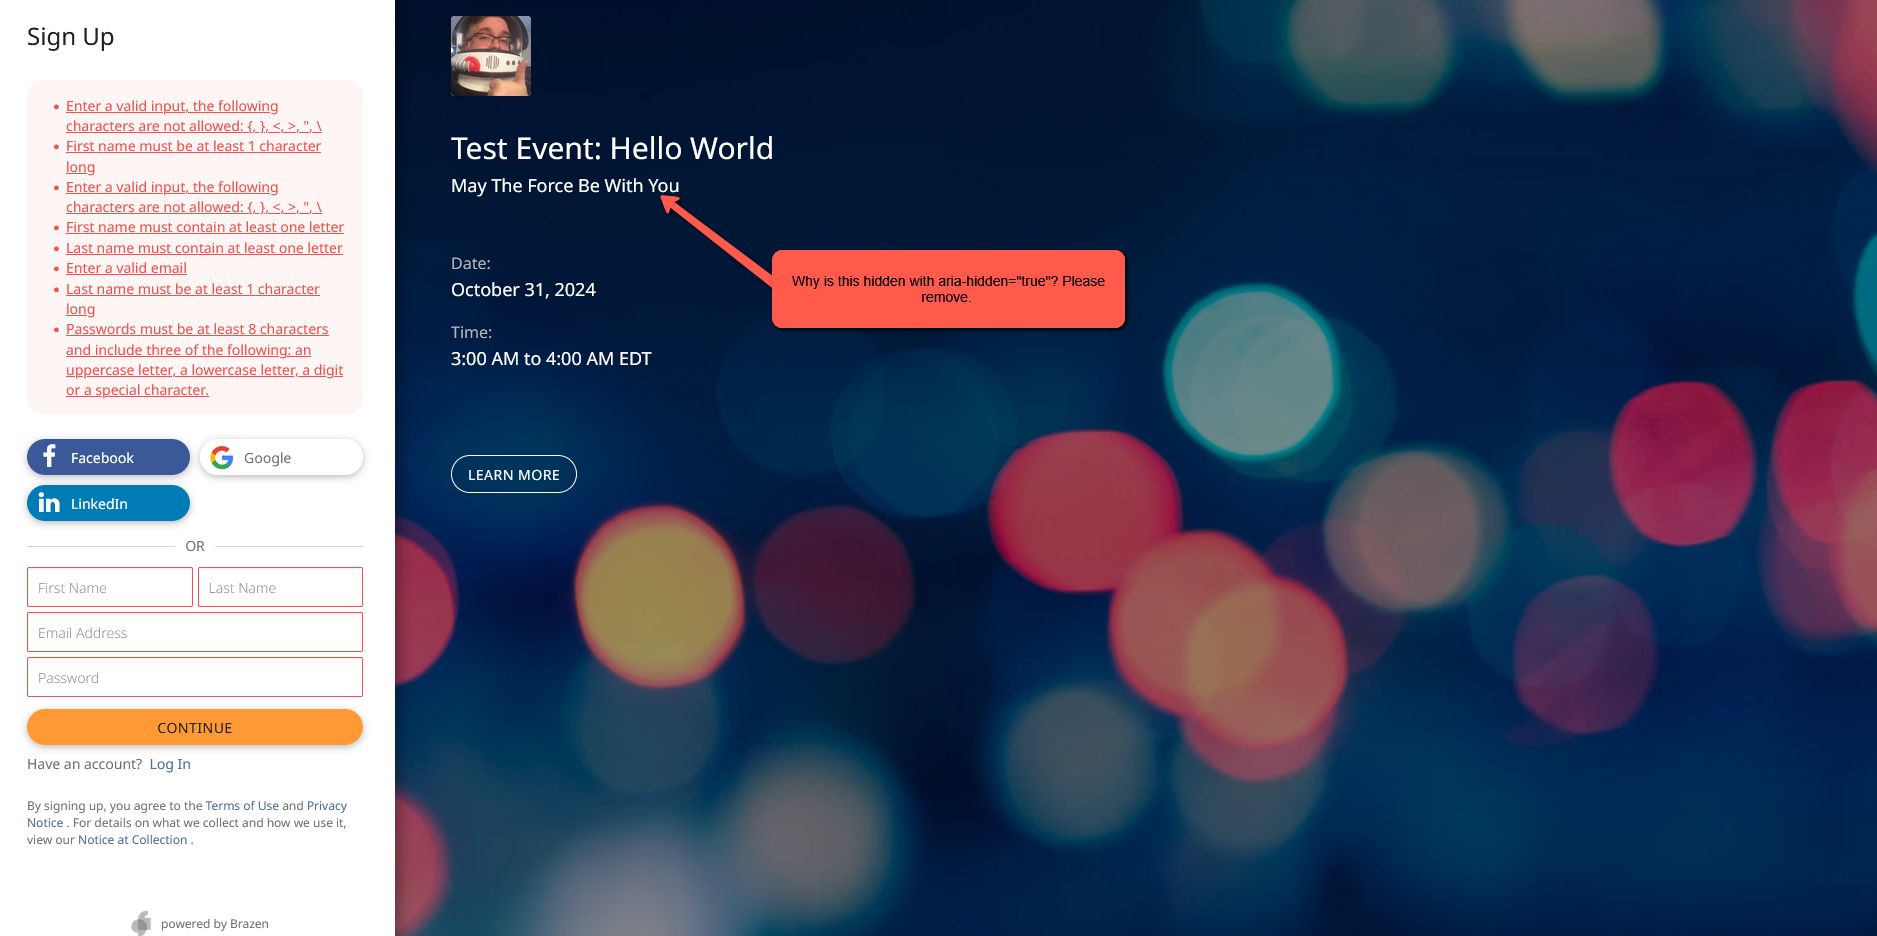 Sign Up
Enter a valid input, the following
characters are not allowed: {, }, <, >, ", \
First name must be at least 1 character
long
Enter a valid input, the following
characters are not allowed: {, }, <, >, ", \
First name must contain at least one letter
Last name must contain at least one letter
Enter a valid email
Last name must be at least 1 character
long
Passwords must be at least 8 characters
and include three of the following: an
uppercase letter, a lowercase letter, a digit
or a special character.
Facebook
Google
LinkedIn
OR
First Name
Last Name
Email Address
Password
CONTINUE
Have an account? Log In
By signing up, you agree to the Terms of Use and Privacy
Notice . For details on what we collect and how we use it,
view our Notice at Collection .
powered by Brazen
Test Event: Hello World
May The Force Be With You
Why is this hidden with aria-hidden="true"? Please
remove.
Date:
October 31, 2024
Time:
3:00 AM to 4:00 AM EDT
LEARN MORE